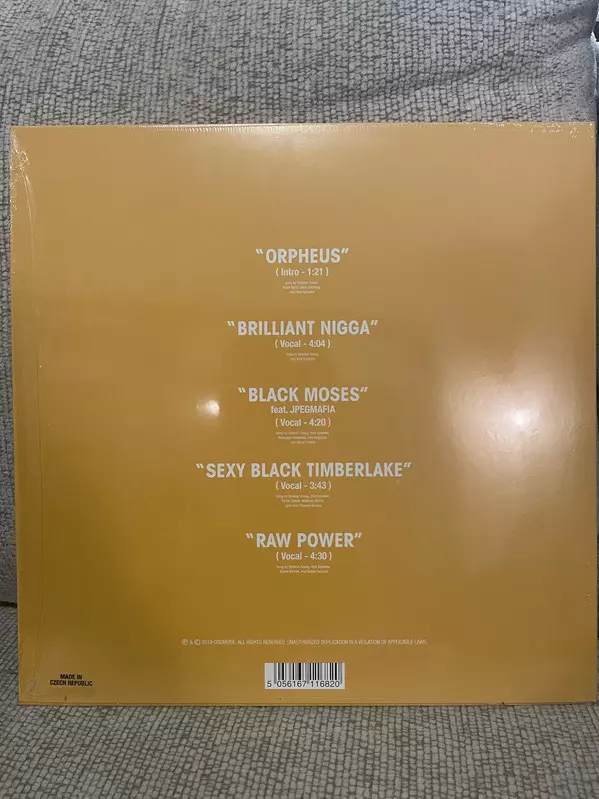 “ORPHEUS”
( Intro - 1:21 )
“BRILLIANT NIGGA”
( Vocal - 4:04 )
“BLACK MOSES”
feat. JPEGMAFIA
( Vocal - 4:20 )
“SEXY BLACK TIMBERLAKE”
( Vocal - 3:43 )
“RAW POWER”
( Vocal - 4:30 )
℗ & © 2019 GODMODE. ALL RIGHTS RESERVED. UNAUTHORIZED DUPLICATION IS A VIOLATION OF APPLICABLE LAWS.
MADE IN
CZECH REPUBLIC
5 056167 116820